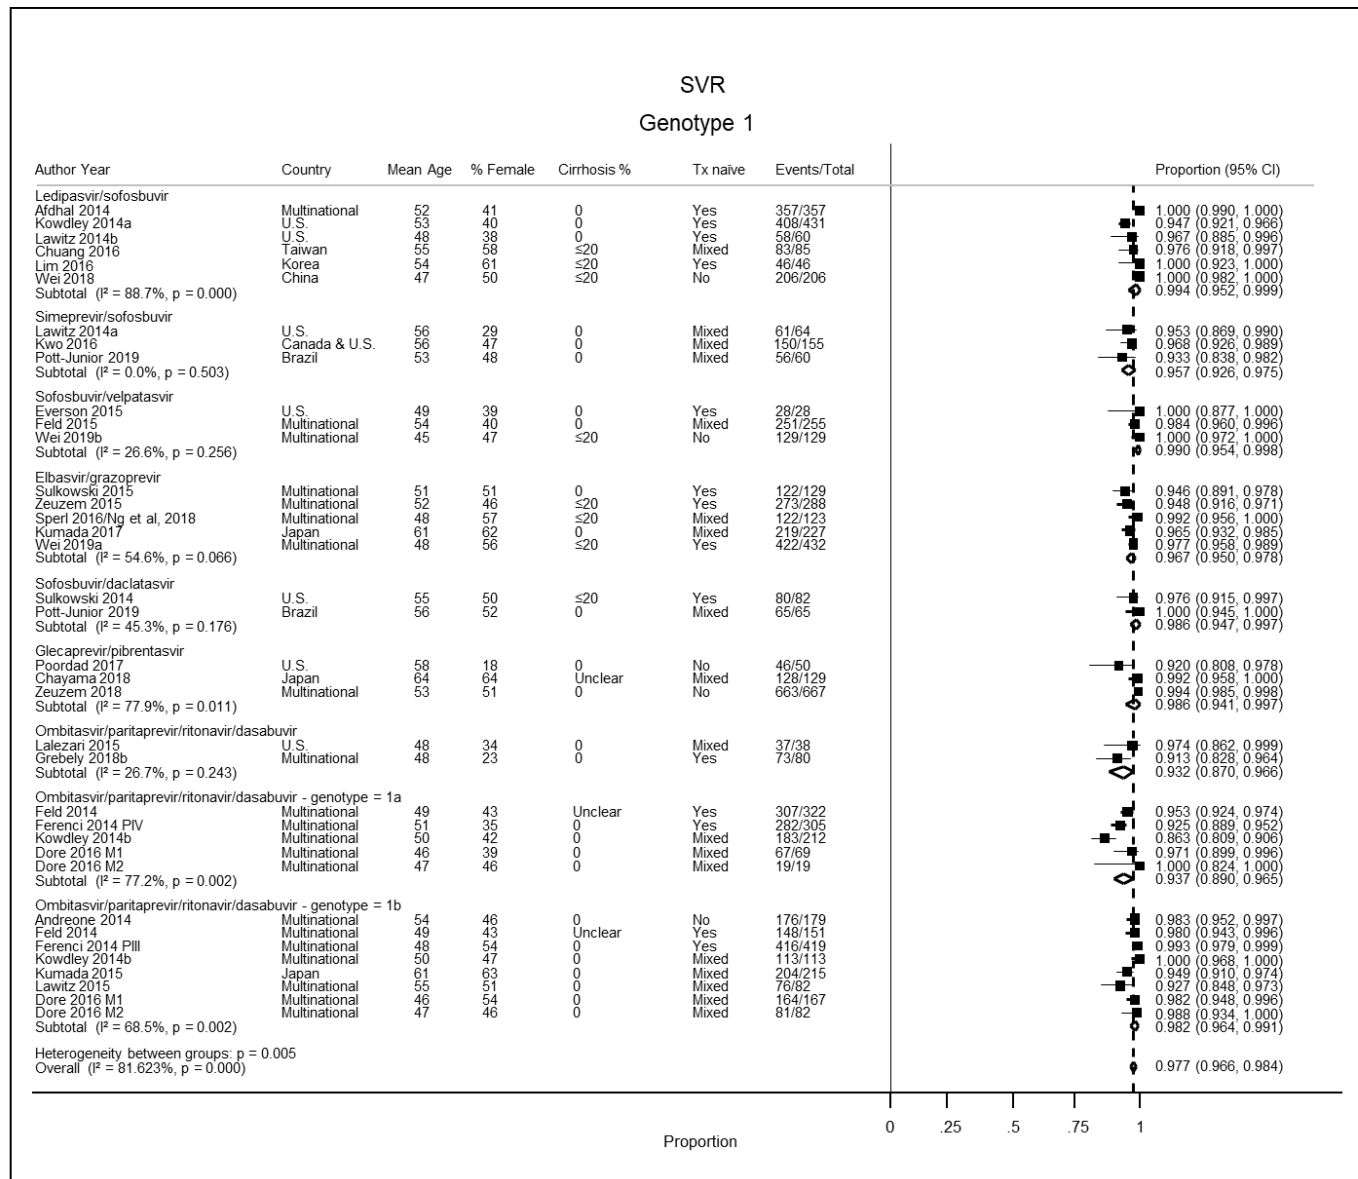 SVR
Genotype 1
Author Year Country Mean Age % Female Cirrhosis % Tx naïve Events/Total Proportion (95% CI)
Ledipasvir/sofosbuvir
Afdhal 2014 Multinational 52 41 0 Yes 357/357 1.000 (0.990, 1.000)
Kowdley 2014a U.S. 53 40 0 Yes 408/431 0.947 (0.921, 0.966)
Lawitz 2014b U.S. 48 38 0 Yes 58/60 0.967 (0.885, 0.996)
Chuang 2016 Taiwan 55 58 ≤20 Mixed 83/85 0.976 (0.918, 0.997)
Lim 2016 Korea 54 61 ≤20 Yes 46/46 1.000 (0.923, 1.000)
Wei 2018 China 47 50 ≤20 No 206/206 1.000 (0.982, 1.000)
Subtotal (I² = 88.7%, p = 0.000) 0.994 (0.952, 0.999)
Simeprevir/sofosbuvir
Lawitz 2014a U.S. 56 29 0 Mixed 61/64 0.953 (0.869, 0.990)
Kwo 2016 Canada & U.S. 56 47 0 Mixed 150/155 0.968 (0.926, 0.989)
Pott-Junior 2019 Brazil 53 48 0 Mixed 56/60 0.933 (0.838, 0.982)
Subtotal (I² = 0.0%, p = 0.503) 0.957 (0.926, 0.975)
Sofosbuvir/velpatasvir
Everson 2015 U.S. 49 39 0 Yes 28/28 1.000 (0.877, 1.000)
Feld 2015 Multinational 54 40 0 Mixed 251/255 0.984 (0.960, 0.996)
Wei 2019b Multinational 45 47 ≤20 No 129/129 1.000 (0.972, 1.000)
Subtotal (I² = 26.6%, p = 0.256) 0.990 (0.954, 0.998)
Elbasvir/grazoprevir
Sulkowski 2015 Multinational 51 51 0 Yes 122/129 0.946 (0.891, 0.978)
Zeuzem 2015 Multinational 52 46 ≤20 Yes 273/288 0.948 (0.916, 0.971)
Sperl 2016/Ng et al, 2018 Multinational 48 57 ≤20 Mixed 122/123 0.992 (0.956, 1.000)
Kumada 2017 Japan 61 62 0 Mixed 219/227 0.965 (0.932, 0.985)
Wei 2019a Multinational 48 56 ≤20 Yes 422/432 0.977 (0.958, 0.989)
Subtotal (I² = 54.6%, p = 0.066) 0.967 (0.950, 0.978)
Sofosbuvir/daclatasvir
Sulkowski 2014 U.S. 55 50 ≤20 Yes 80/82 0.976 (0.915, 0.997)
Pott-Junior 2019 Brazil 56 52 0 Mixed 65/65 1.000 (0.945, 1.000)
Subtotal (I² = 45.3%, p = 0.176) 0.986 (0.947, 0.997)
Glecaprevir/pibrentasvir
Poordad 2017 U.S. 58 18 0 No 46/50 0.920 (0.808, 0.978)
Chayama 2018 Japan 64 64 Unclear Mixed 128/129 0.992 (0.958, 1.000)
Zeuzem 2018 Multinational 53 51 0 No 663/667 0.994 (0.985, 0.998)
Subtotal (I² = 77.9%, p = 0.011) 0.986 (0.941, 0.997)
Ombitasvir/paritaprevir/ritonavir/dasabuvir
Lalezari 2015 U.S. 48 34 0 Mixed 37/38 0.974 (0.862, 0.999)
Grebely 2018b Multinational 48 23 0 Yes 73/80 0.913 (0.828, 0.964)
Subtotal (I² = 26.7%, p = 0.243) 0.932 (0.870, 0.966)
Ombitasvir/paritaprevir/ritonavir/dasabuvir - genotype = 1a
Feld 2014 Multinational 49 43 Unclear Yes 307/322 0.953 (0.924, 0.974)
Ferenci 2014 PIV Multinational 51 35 0 Yes 282/305 0.925 (0.889, 0.952)
Kowdley 2014b Multinational 50 42 0 Mixed 183/212 0.863 (0.809, 0.906)
Dore 2016 M1 Multinational 46 39 0 Mixed 67/69 0.971 (0.899, 0.996)
Dore 2016 M2 Multinational 47 46 0 Mixed 19/19 1.000 (0.824, 1.000)
Subtotal (I² = 77.2%, p = 0.002) 0.937 (0.890, 0.965)
Ombitasvir/paritaprevir/ritonavir/dasabuvir - genotype = 1b
Andreone 2014 Multinational 54 46 0 No 176/179 0.983 (0.952, 0.997)
Feld 2014 Multinational 49 43 Unclear Yes 148/151 0.980 (0.943, 0.996)
Ferenci 2014 PIII Multinational 48 54 0 Yes 416/419 0.993 (0.979, 0.999)
Kowdley 2014b Multinational 50 47 0 Mixed 113/113 1.000 (0.968, 1.000)
Kumada 2015 Japan 61 63 0 Mixed 204/215 0.949 (0.910, 0.974)
Lawitz 2015 Multinational 55 51 0 Mixed 76/82 0.927 (0.848, 0.973)
Dore 2016 M1 Multinational 46 54 0 Mixed 164/167 0.982 (0.948, 0.996)
Dore 2016 M2 Multinational 47 46 0 Mixed 81/82 0.988 (0.934, 1.000)
Subtotal (I² = 68.5%, p = 0.002) 0.982 (0.964, 0.991)
Heterogeneity between groups: p = 0.005
Overall (I² = 81.623%, p = 0.000) 0.977 (0.966, 0.984)
0 .25 .5 .75 1
Proportion